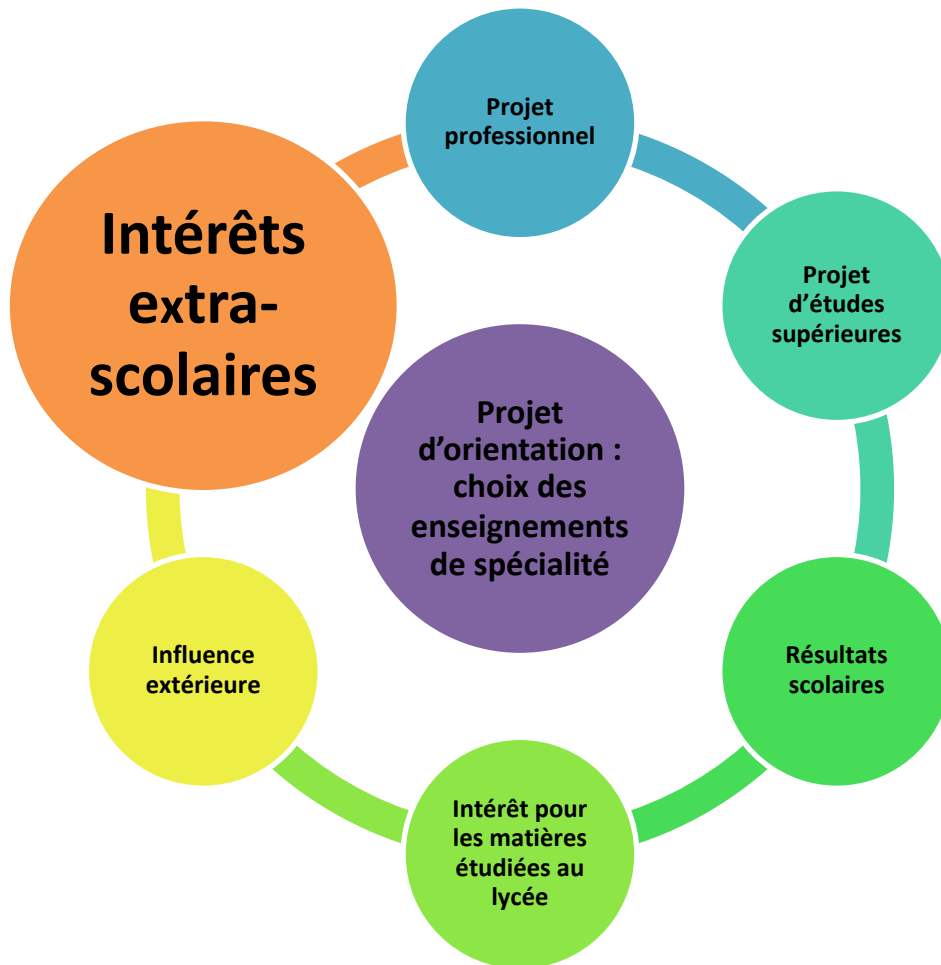 Projet
professionnel
Intérêts
extra-
scolaires
Projet
d'études
supérieures
Projet
d'orientation :
choix des
enseignements
de spécialité
Influence
extérieure
Résultats
scolaires
Intérêt pour
les matières
étudiées au
lycée